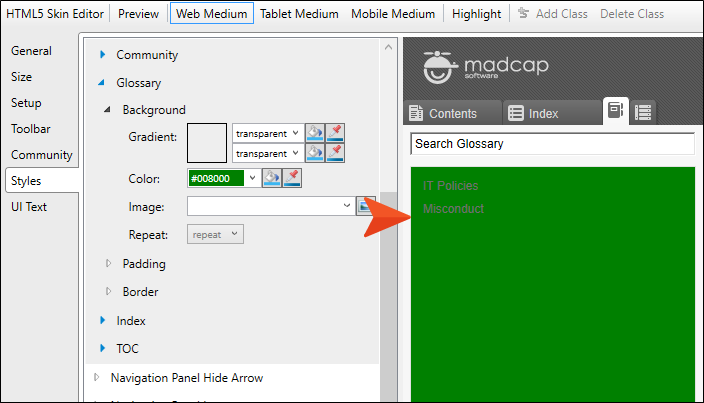 HTML5 Skin Editor Preview Web Medium Tablet Medium Mobile Medium Highlight Add Class Delete Class
General
Size
Setup
Toolbar
Community
Styles
UI Text
Community
Glossary
Background
Gradient: transparent
transparent
Color: #008000
Image:
Repeat: repeat
Padding
Border
Index
TOC
Navigation Panel Hide Arrow
madcap
software
Contents Index
Search Glossary
IT Policies
Misconduct